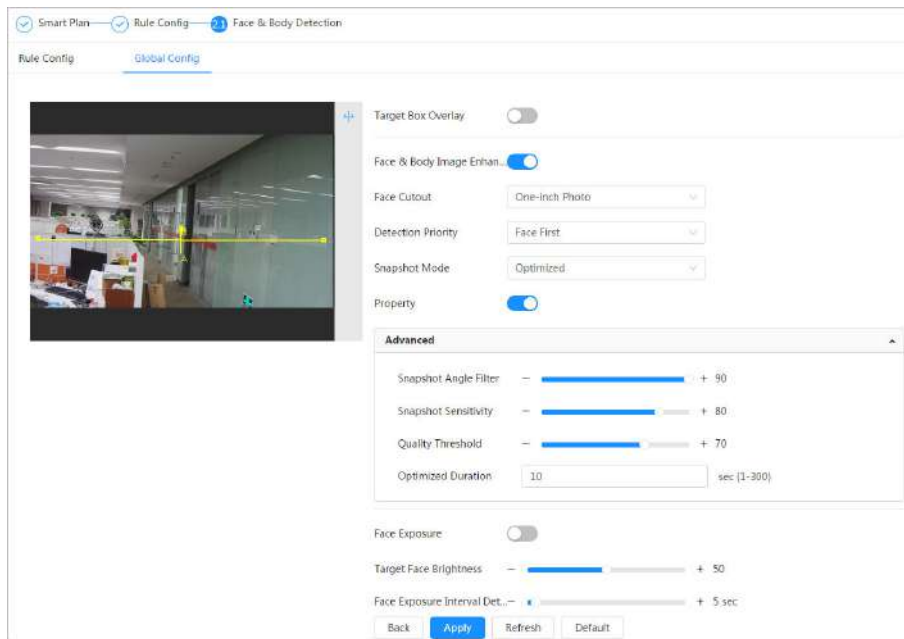 Smart Plan Rule Config 2.1 Face & Body Detection
Rule Config Global Config
Target Box Overlay
Face & Body Image Enhan...
Face Cutout One-inch Photo
Detection Priority Face First
Snapshot Mode Optimized
Property
Advanced
Snapshot Angle Filter − + 90
Snapshot Sensitivity − + 80
Quality Threshold − + 70
Optimized Duration 10 sec (1-300)
Face Exposure
Target Face Brightness − + 50
Face Exposure Interval Det... − + 5 sec
Back Apply Refresh Default